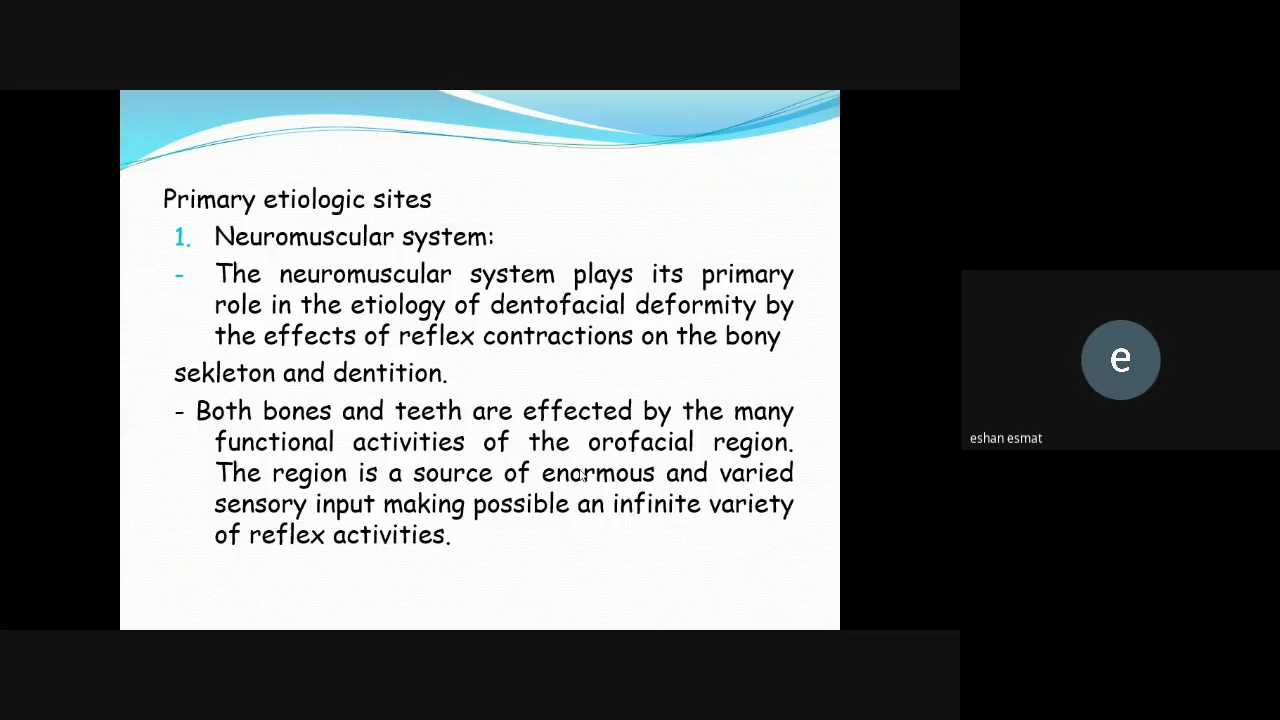 Primary etiologic sites
1. Neuromuscular system:
- The neuromuscular system plays its primary
role in the etiology of dentofacial deformity by
the effects of reflex contractions on the bony
sekleton and dentition.
- Both bones and teeth are effected by the many
functional activities of the orofacial region.
The region is a source of enormous and varied
sensory input making possible an infinite variety
of reflex activities.
e
eshan esmat